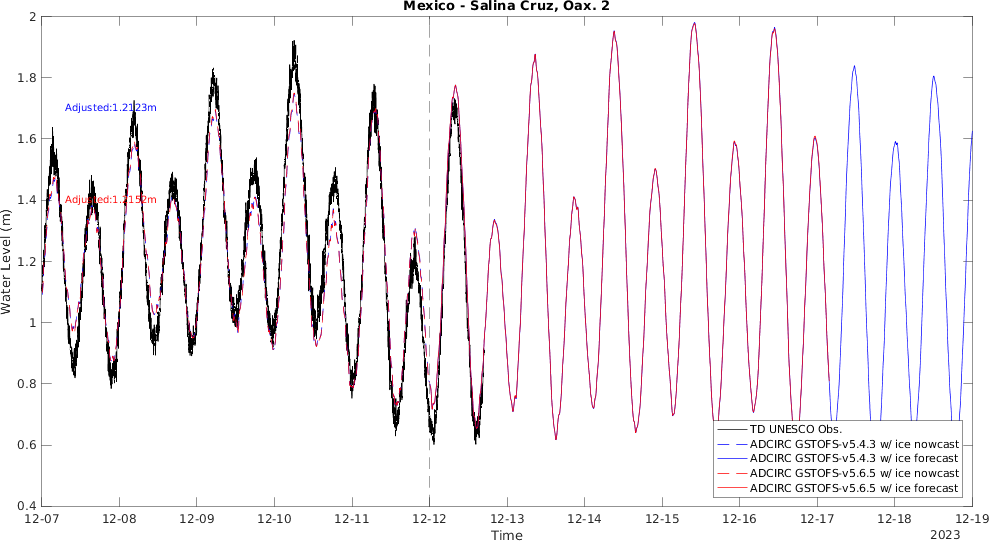 Mexico - Salina Cruz, Oax. 2
Water Level (m)
2
1.8
1.6
1.4
1.2
1
0.8
0.6
0.4
Adjusted:1.2123m
Adjusted:1.2152m
TD UNESCO Obs.
ADCIRC GSTOFS-v5.4.3 w/ ice nowcast
ADCIRC GSTOFS-v5.4.3 w/ ice forecast
ADCIRC GSTOFS-v5.6.5 w/ ice nowcast
ADCIRC GSTOFS-v5.6.5 w/ ice forecast
12-07 12-08 12-09 12-10 12-11 12-12 12-13 12-14 12-15 12-16 12-17 12-18 12-19
Time
2023